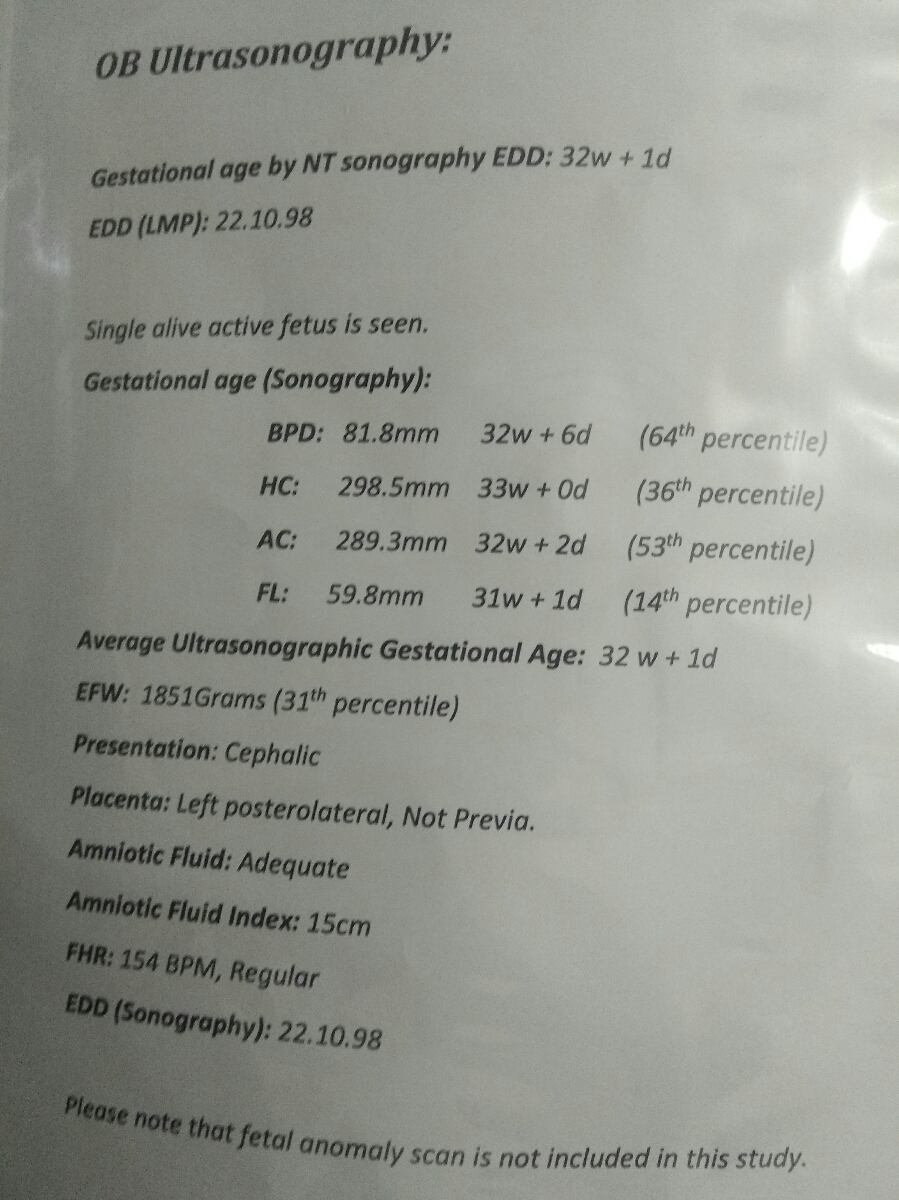 OB Ultrasonography:
Gestational age by NT sonography EDD: 32w + 1d
EDD (LMP): 22.10.98
Single alive active fetus is seen.
Gestational age (Sonography):
BPD: 81.8mm 32w + 6d (64th percentile)
HC: 298.5mm 33w + 0d (36th percentile)
AC: 289.3mm 32w + 2d (53th percentile)
FL: 59.8mm 31w + 1d (14th percentile)
Average Ultrasonographic Gestational Age: 32 w + 1d
EFW: 1851Grams (31th percentile)
Presentation: Cephalic
Placenta: Left posterolateral, Not Previa.
Amniotic Fluid: Adequate
Amniotic Fluid Index: 15cm
FHR: 154 BPM, Regular
EDD (Sonography): 22.10.98
Please note that fetal anomaly scan is not included in this study.